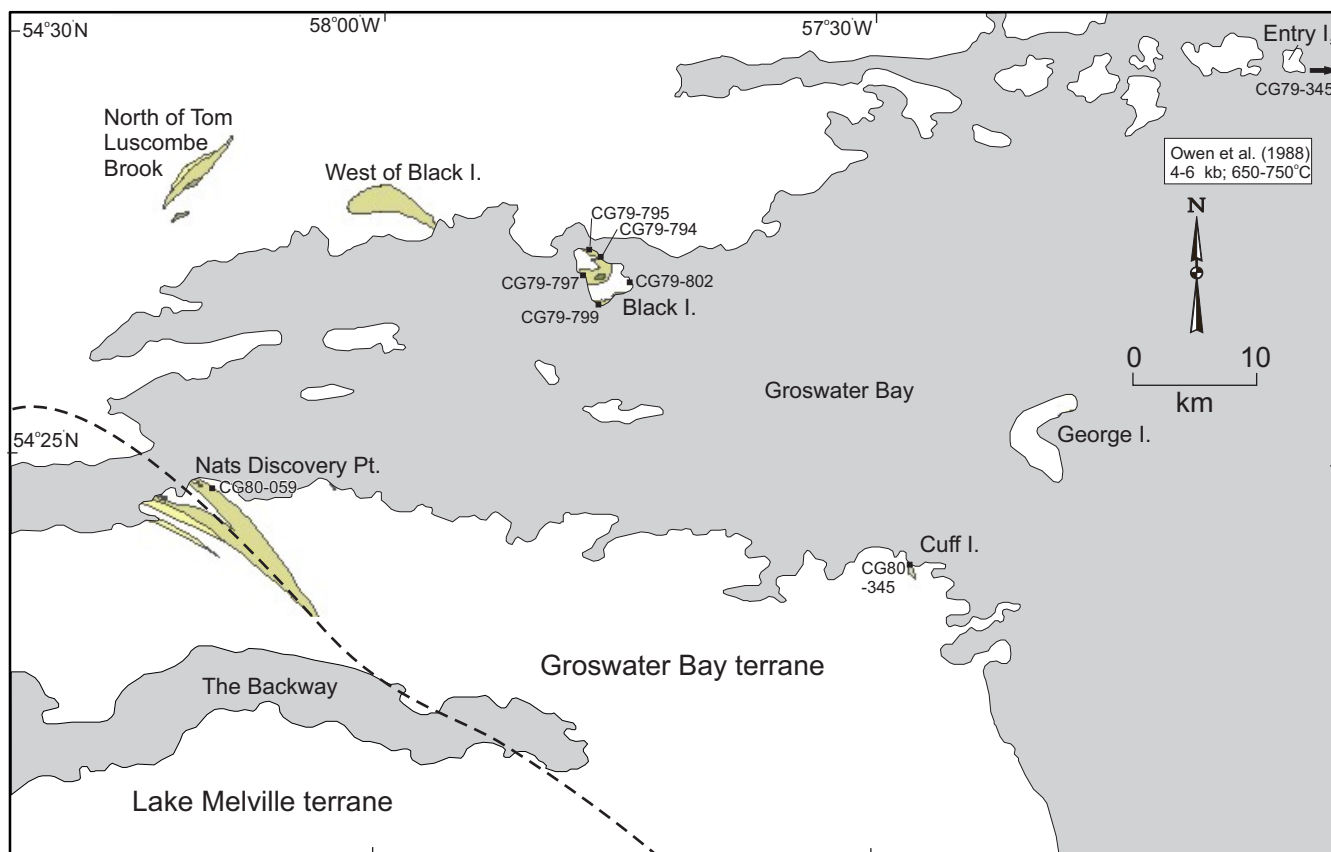 54°30'N
58°00'W
57°30'W
Entry I.
CG79-345
North of Tom
Luscombe
Brook
West of Black I.
Owen et al. (1988)
4-6 kb; 650-750°C
N
CG79-795
CG79-794
CG79-797
CG79-802
CG79-799
Black I.
0 10
km
Groswater Bay
George I.
54°25'N
Nats Discovery Pt.
CG80-059
Cuff I.
CG80
-345
Groswater Bay terrane
The Backway
Lake Melville terrane